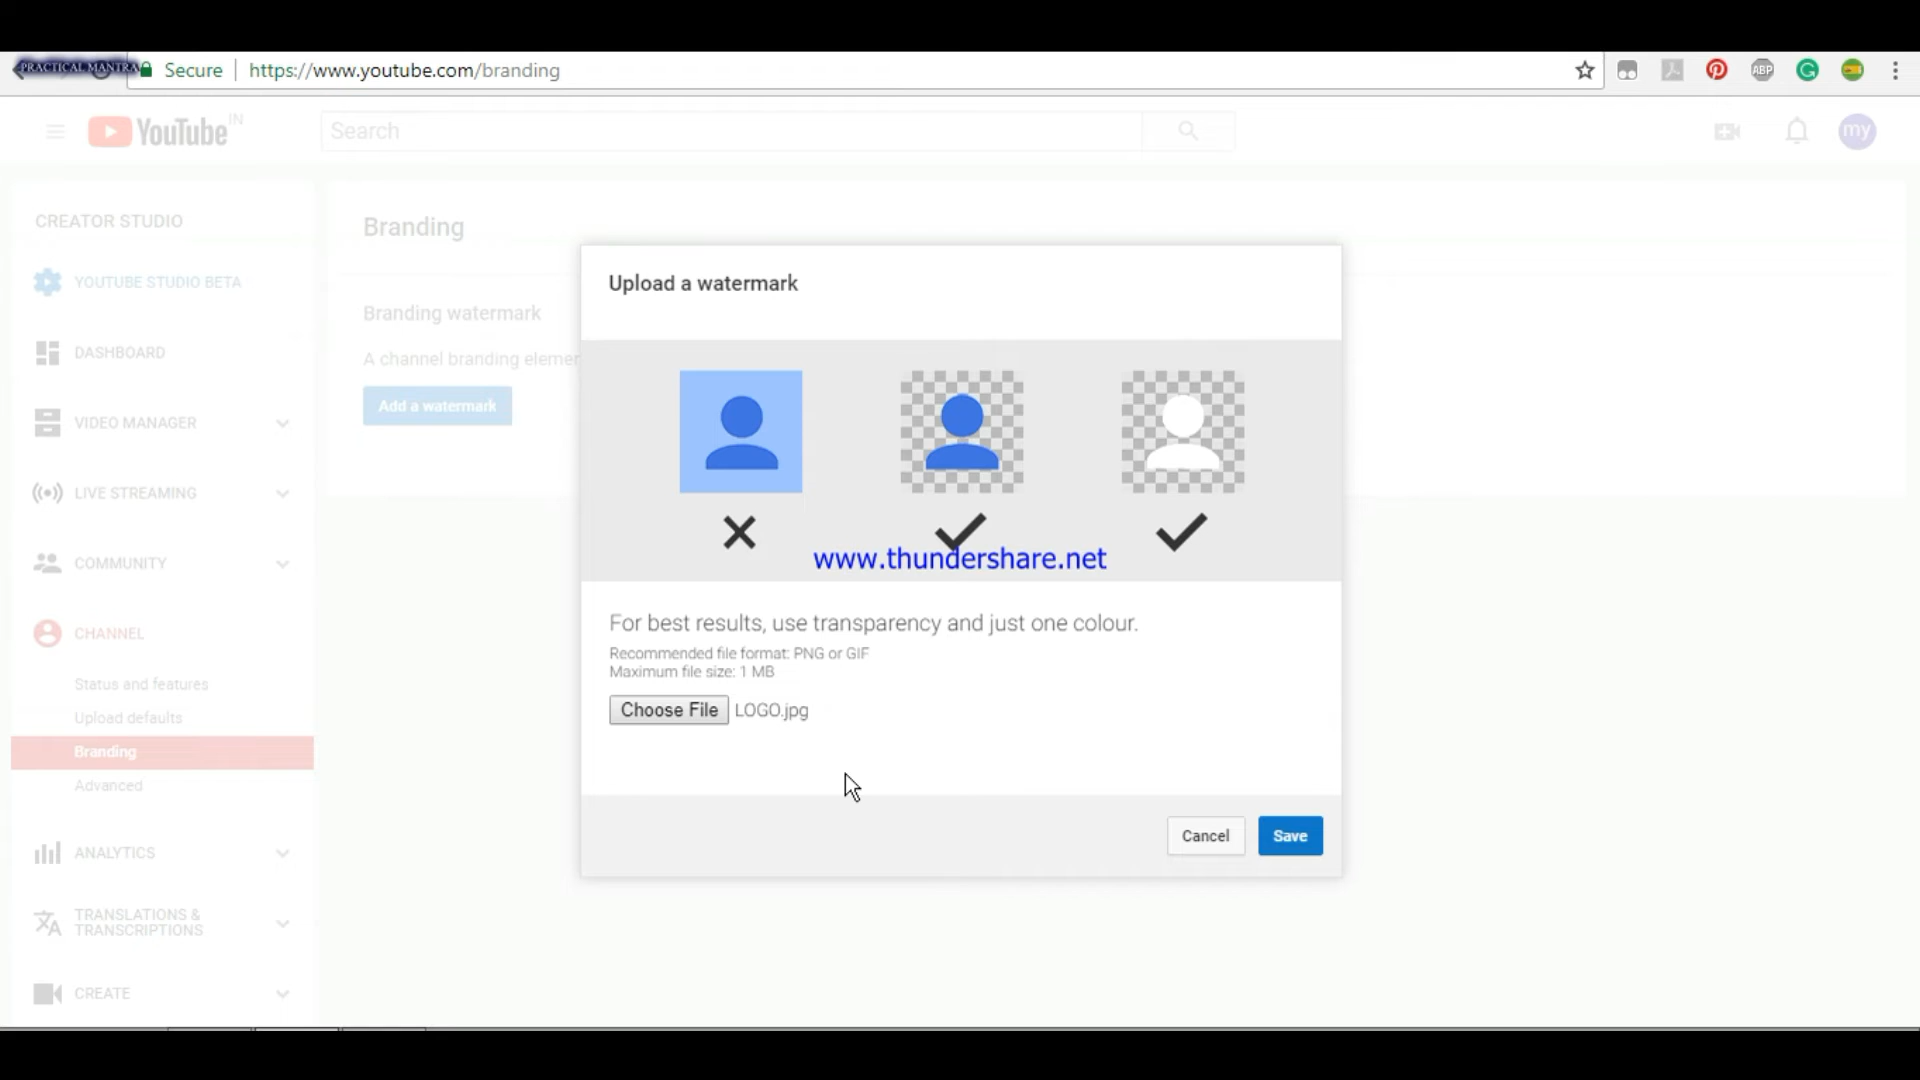 PRACTICAL MANTRA
Secure
https://www.youtube.com/branding
ABP
YouTube IN
Search
my
CREATOR STUDIO
YOUTUBE STUDIO BETA
DASHBOARD
VIDEO MANAGER
LIVE STREAMING
COMMUNITY
CHANNEL
Status and features
Upload defaults
Branding
Advanced
ANALYTICS
TRANSLATIONS &
TRANSCRIPTIONS
CREATE
Branding
Branding watermark
A channel branding elemen
Add a watermark
Upload a watermark
www.thundershare.net
For best results, use transparency and just one colour.
Recommended file format: PNG or GIF
Maximum file size: 1 MB
Choose File LOGO.jpg
Cancel
Save